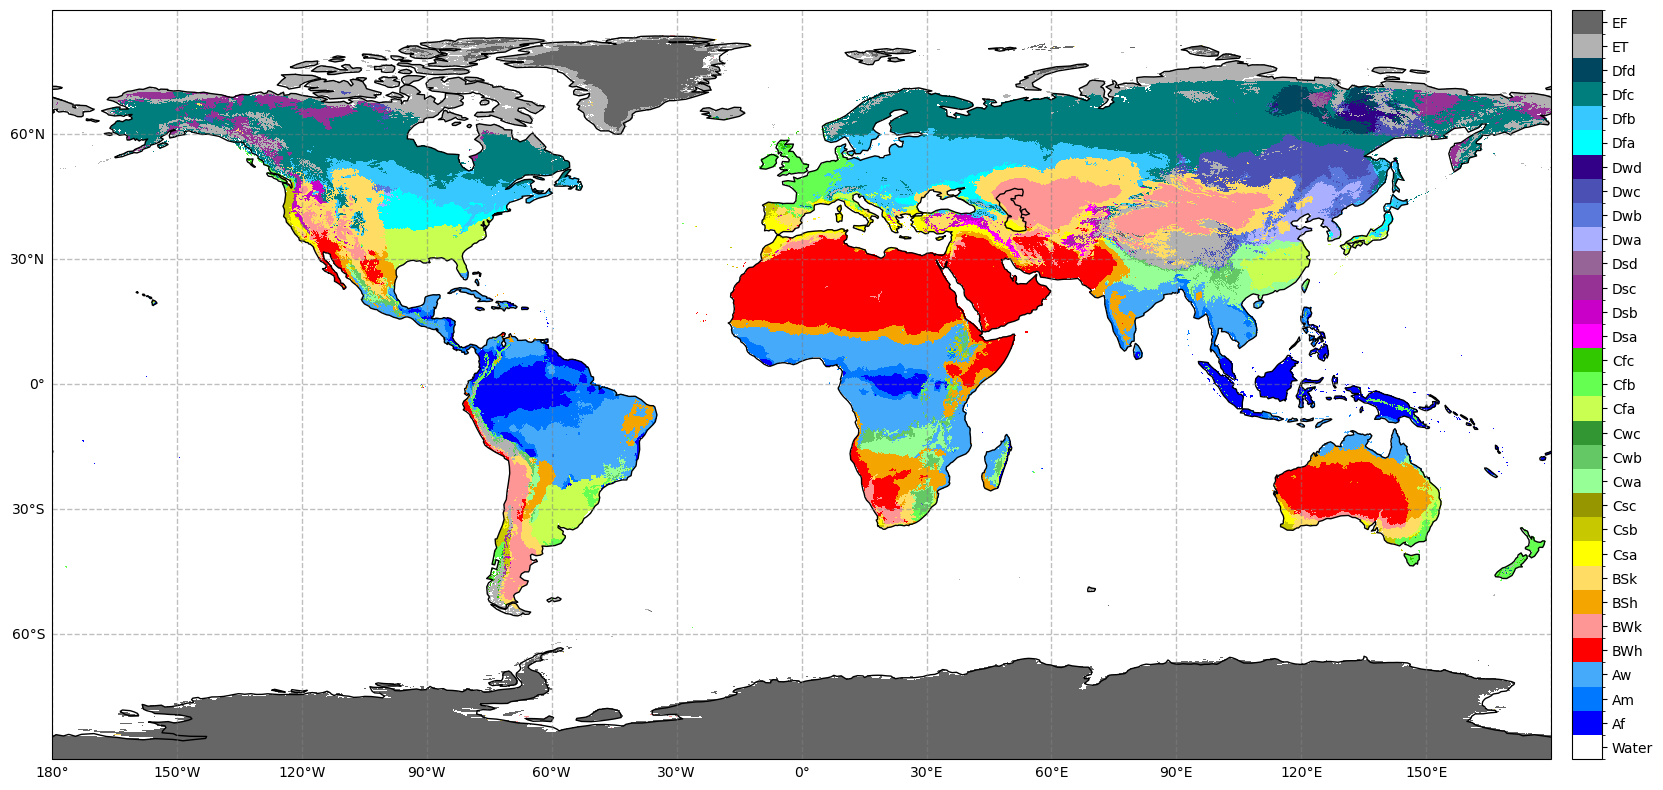 EF
ET
Dfd
Dfc
Dfb
Dfa
Dwd
Dwc
Dwb
Dwa
Dsd
Dsc
Dsb
Dsa
Cfc
Cfb
Cfa
Cwc
Cwb
Cwa
Csc
Csb
Csa
BSk
BSh
BWk
BWh
Aw
Am
Af
Water
60°N
30°N
0°
30°S
60°S
180° 150°W 120°W 90°W 60°W 30°W 0° 30°E 60°E 90°E 120°E 150°E